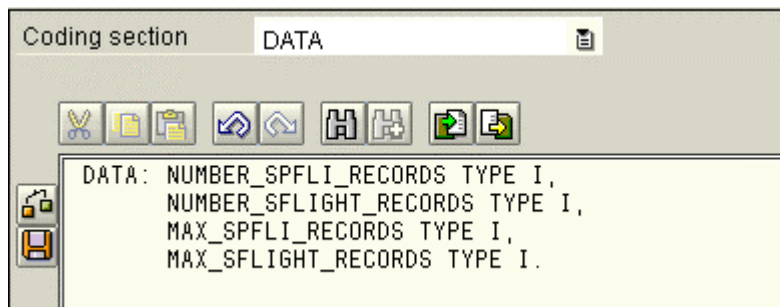 Coding section DATA
DATA: NUMBER_SPFLI_RECORDS TYPE I,
NUMBER_SFLIGHT_RECORDS TYPE I,
MAX_SPFLI_RECORDS TYPE I,
MAX_SFLIGHT_RECORDS TYPE I.